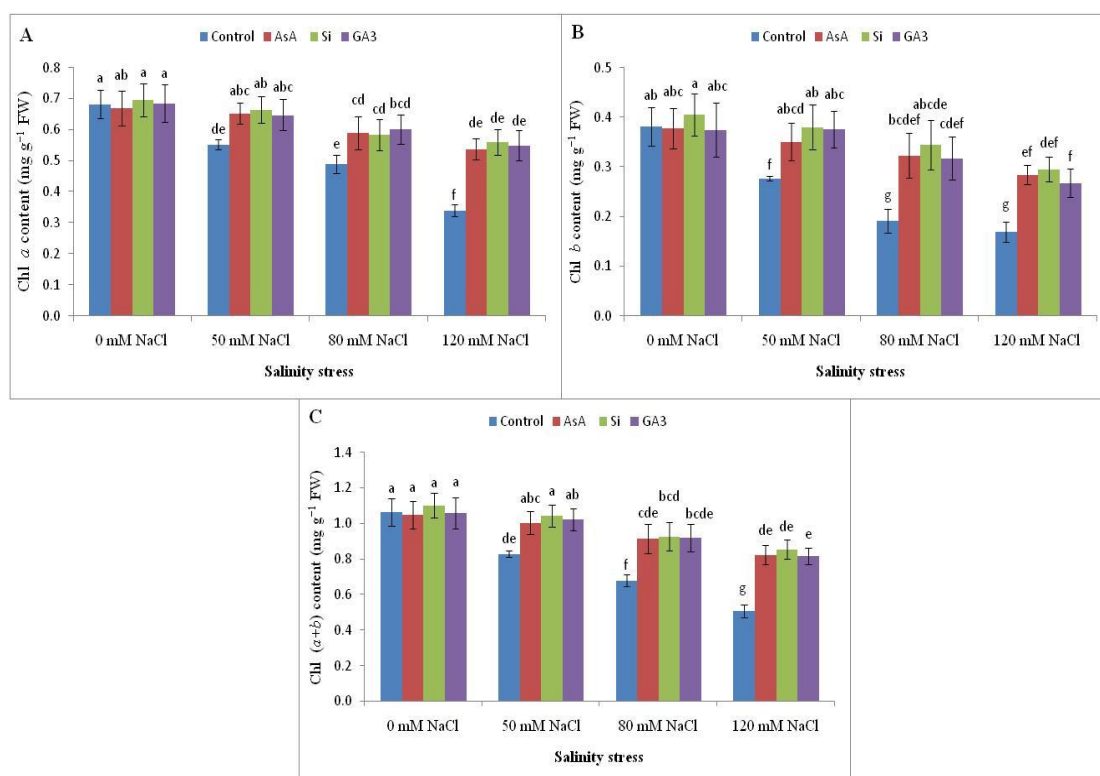 A
Control AsA Si GA3
Chl a content (mg g⁻¹ FW)
0.8
0.7
0.6
0.5
0.4
0.3
0.2
0.1
0.0
a ab a a
de abc ab abc
e cd cd bcd
f de de de
0 mM NaCl 50 mM NaCl 80 mM NaCl 120 mM NaCl
Salinity stress
B
Control AsA Si GA3
Chl b content (mg g⁻¹ FW)
0.5
0.4
0.3
0.2
0.1
0.0
ab abc a abc
f abcd abc abc
g bcdef abcde cdef
g ef def f
0 mM NaCl 50 mM NaCl 80 mM NaCl 120 mM NaCl
Salinity stress
C
Control AsA Si GA3
Chl (a+b) content (mg g⁻¹ FW)
1.4
1.2
1.0
0.8
0.6
0.4
0.2
0.0
a a a a
de abc a ab
f cde bcd bcde
g de de e
0 mM NaCl 50 mM NaCl 80 mM NaCl 120 mM NaCl
Salinity stress